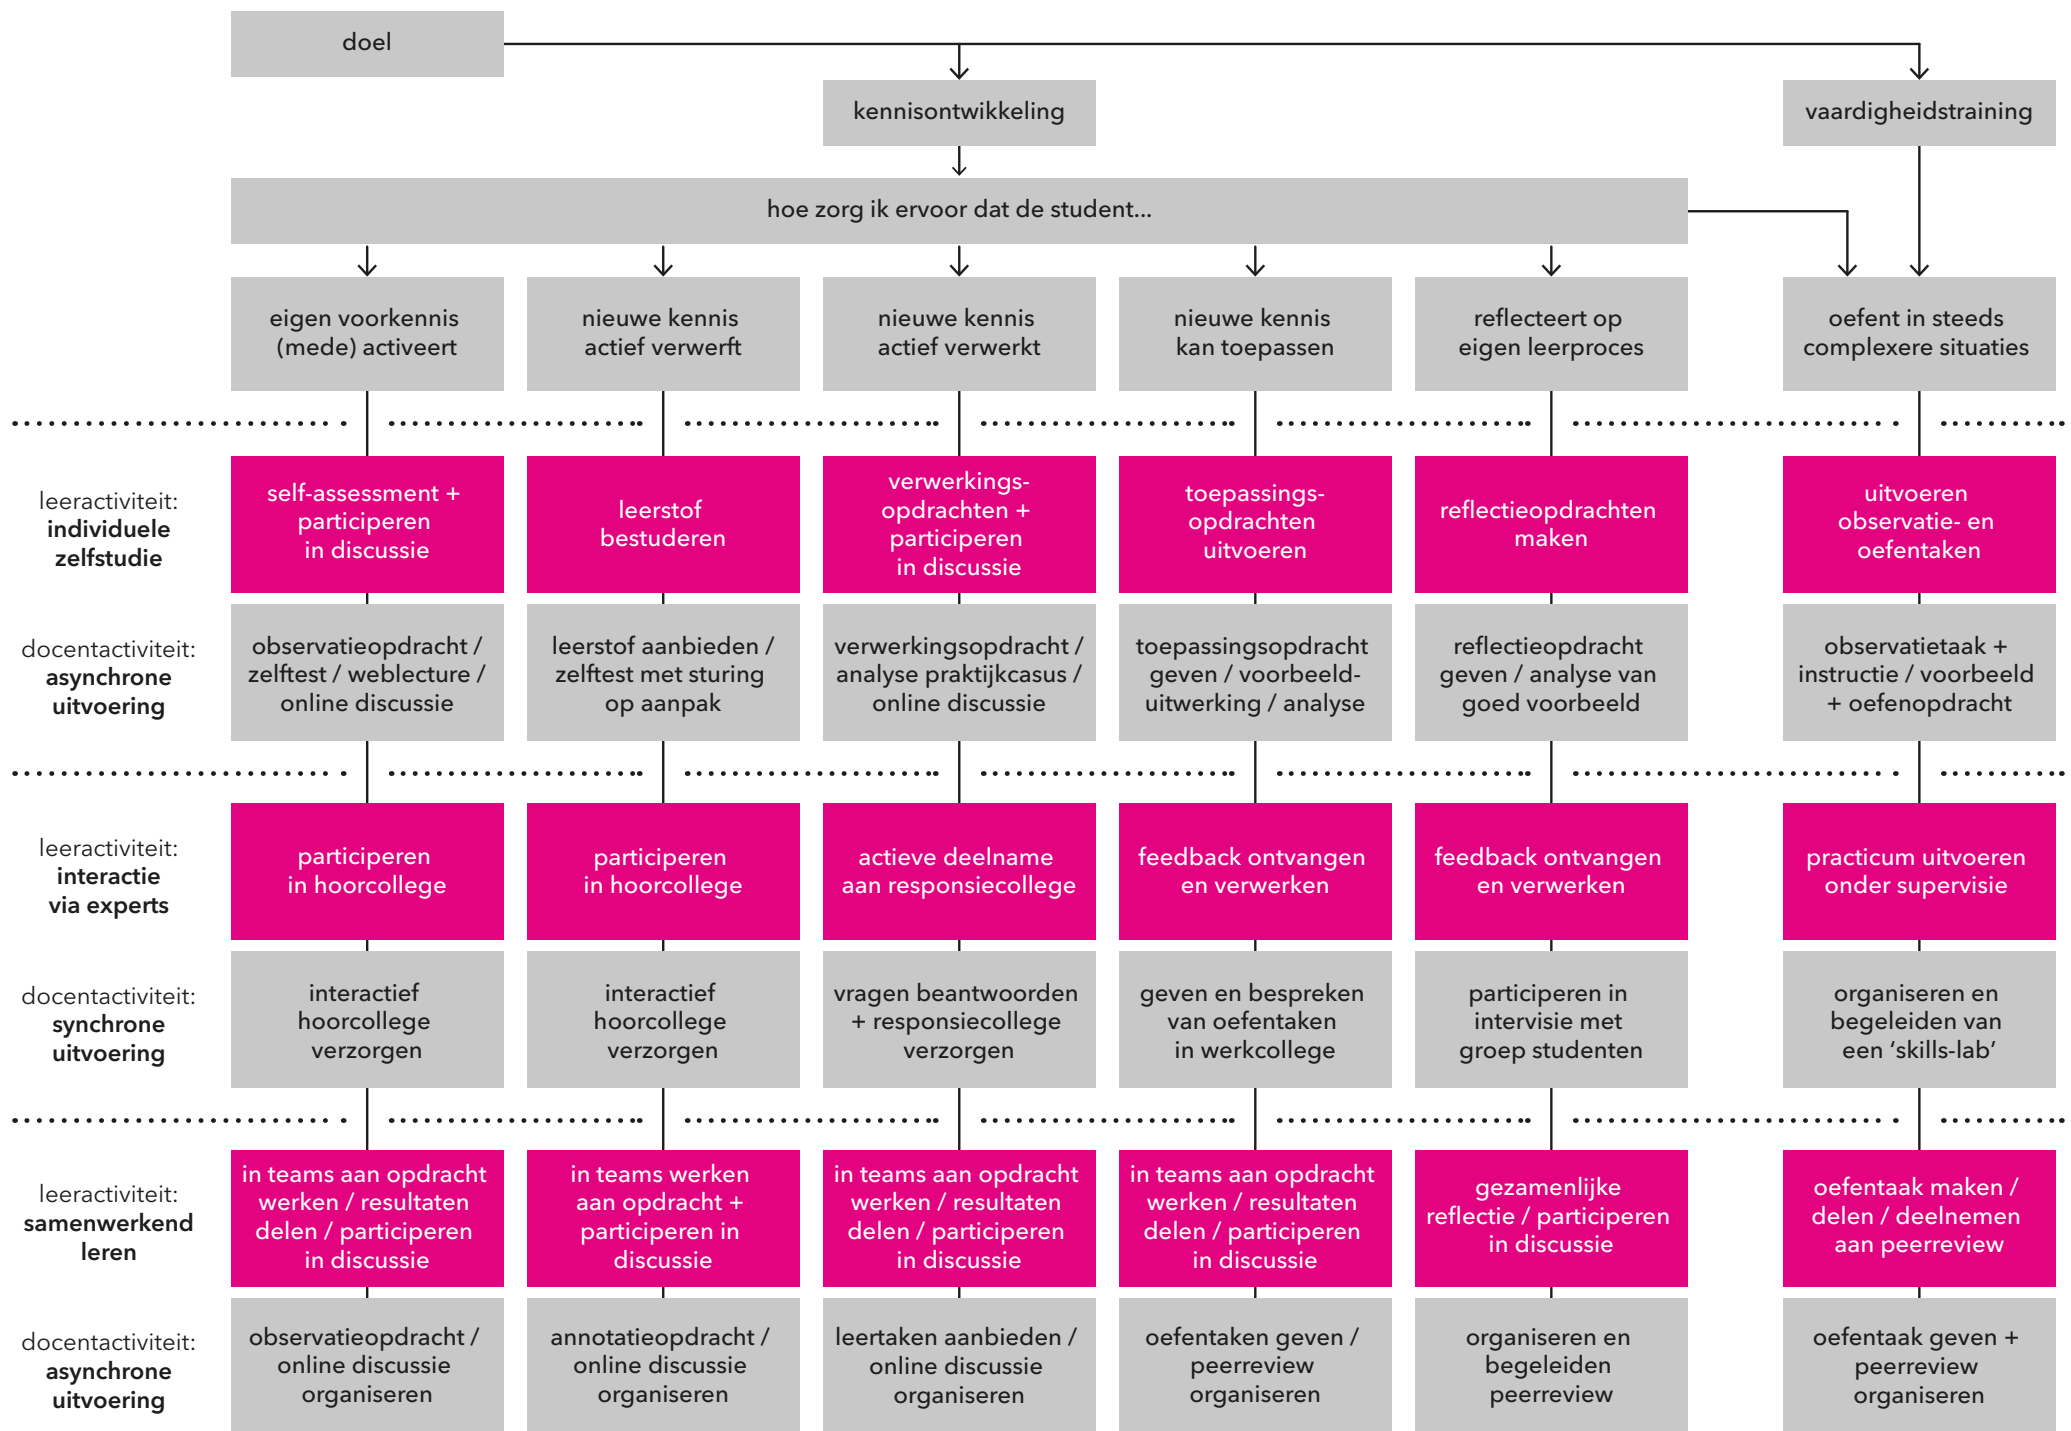 doel
kennisontwikkeling
vaardigheidstraining
hoe zorg ik ervoor dat de student...
eigen voorkennis
(mede) activeert
nieuwe kennis
actief verwerft
nieuwe kennis
actief verwerkt
nieuwe kennis
kan toepassen
reflecteert op
eigen leerproces
oefent in steeds
complexere situaties
leeractiviteit:
individuele
zelfstudie
self-assessment +
participeren
in discussie
leerstof
bestuderen
verwerkings-
opdrachten +
participeren
in discussie
toepassings-
opdrachten
uitvoeren
reflectieopdrachten
maken
uitvoeren
observatie- en
oefentaken
docentactiviteit:
asynchrone
uitvoering
observatieopdracht /
zelftest / weblecture /
online discussie
leerstof aanbieden /
zelftest met sturing
op aanpak
verwerkingsopdracht /
analyse praktijkcasus /
online discussie
toepassingsopdracht
geven / voorbeeld-
uitwerking / analyse
reflectieopdracht
geven / analyse van
goed voorbeeld
observatietaak +
instructie / voorbeeld
+ oefenopdracht
leeractiviteit:
interactie
via experts
participeren
in hoorcollege
participeren
in hoorcollege
actieve deelname
aan responsiecollege
feedback ontvangen
en verwerken
feedback ontvangen
en verwerken
practicum uitvoeren
onder supervisie
docentactiviteit:
synchrone
uitvoering
interactief
hoorcollege
verzorgen
interactief
hoorcollege
verzorgen
vragen beantwoorden
+ responsiecollege
verzorgen
geven en bespreken
van oefentaken
in werkcollege
participeren in
intervisie met
groep studenten
organiseren en
begeleiden van
een ‘skills-lab’
leeractiviteit:
samenwerkend
leren
in teams aan opdracht
werken / resultaten
delen / participeren
in discussie
in teams werken
aan opdracht +
participeren in
discussie
in teams aan opdracht
werken / resultaten
delen / participeren
in discussie
in teams aan opdracht
werken / resultaten
delen / participeren
in discussie
gezamenlijke
reflectie / participeren
in discussie
oefentaak maken /
delen / deelnemen
aan peerreview
docentactiviteit:
asynchrone
uitvoering
observatieopdracht /
online discussie
organiseren
annotatieopdracht /
online discussie
organiseren
leertaken aanbieden /
online discussie
organiseren
oefentaken geven /
peerreview
organiseren
organiseren en
begeleiden
peerreview
oefentaak geven +
peerreview
organiseren